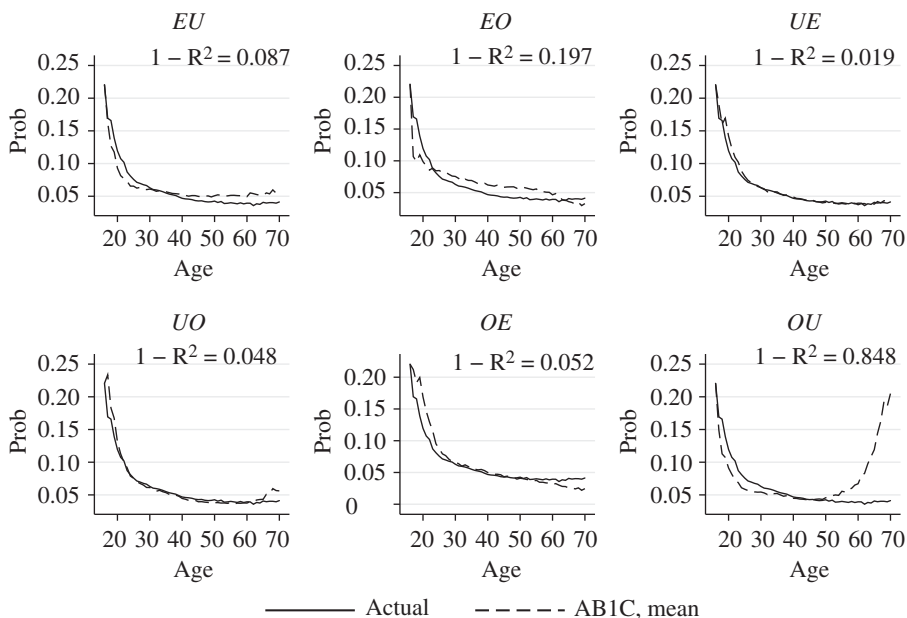 EU
1 – R² = 0.087
Prob
0.25
0.20
0.15
0.10
0.05
20 30 40 50 60 70
Age
EO
1 – R² = 0.197
Prob
0.25
0.20
0.15
0.10
0.05
20 30 40 50 60 70
Age
UE
1 – R² = 0.019
Prob
0.25
0.20
0.15
0.10
0.05
20 30 40 50 60 70
Age
UO
1 – R² = 0.048
Prob
0.25
0.20
0.15
0.10
0.05
20 30 40 50 60 70
Age
OE
1 – R² = 0.052
Prob
0.20
0.15
0.10
0.05
0
20 30 40 50 60 70
Age
OU
1 – R² = 0.848
Prob
0.25
0.20
0.15
0.10
0.05
20 30 40 50 60 70
Age
Actual AB1C, mean